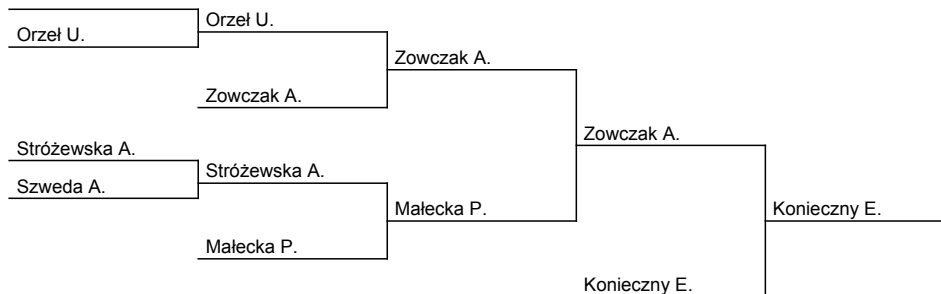 Orzeł U.
Orzeł U.
Zowczak A.
Zowczak A.
Zowczak A.
Stróżewska A.
Stróżewska A.
Szweda A.
Małecka P.
Konieczny E.
Małecka P.
Konieczny E.